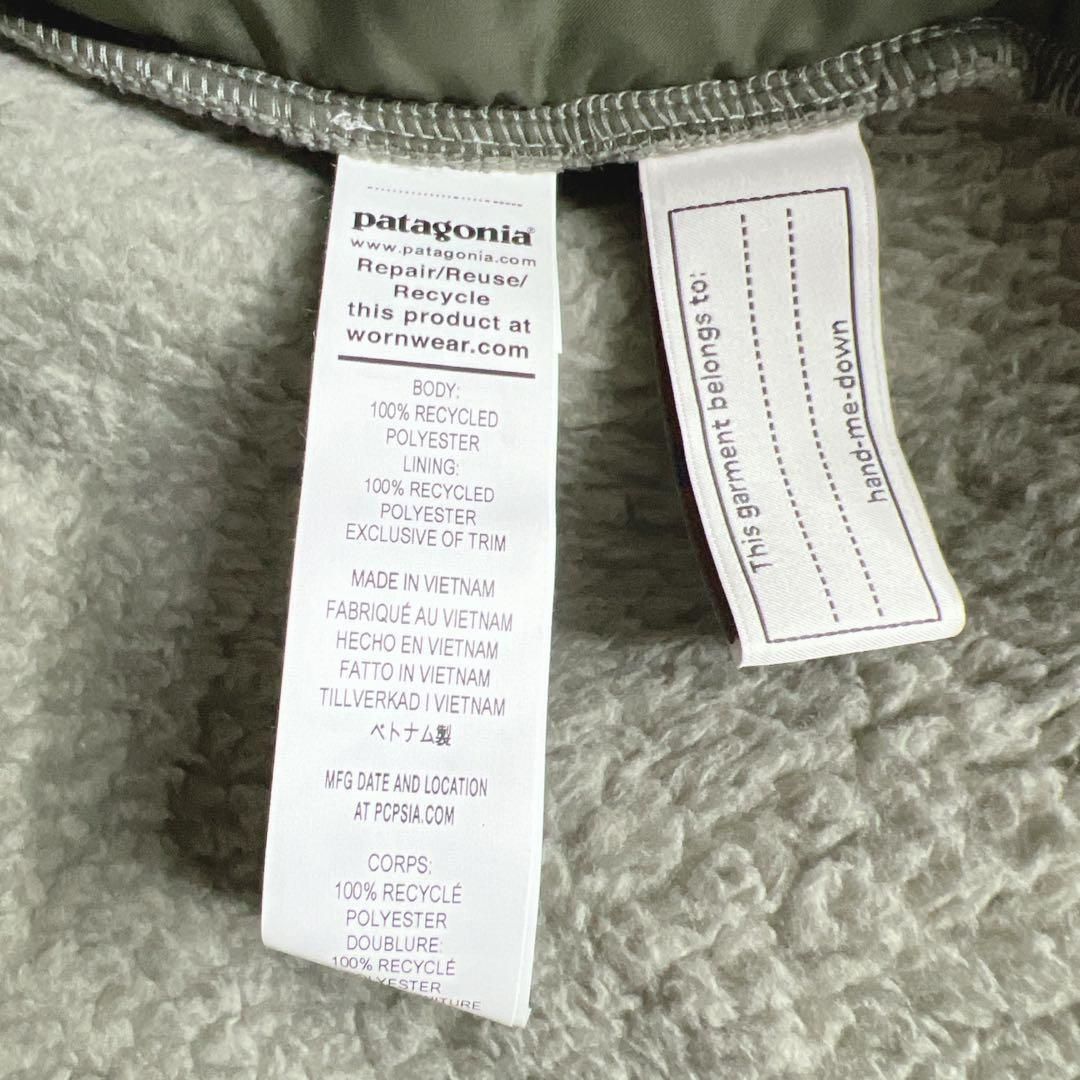 patagonia®
www.patagonia.com
Repair/Reuse/
Recycle
this product at
wornwear.com
BODY:
100% RECYCLED
POLYESTER
LINING:
100% RECYCLED
POLYESTER
EXCLUSIVE OF TRIM
MADE IN VIETNAM
FABRIQUÉ AU VIETNAM
HECHO EN VIETNAM
FATTO IN VIETNAM
TILLVERKAD I VIETNAM
ベトナム製
MFG DATE AND LOCATION
AT PCPSIA.COM
CORPS:
100% RECYCLÉ
POLYESTER
DOUBLURE:
100% RECYCLÉ
This garment belongs to:
hand-me-down